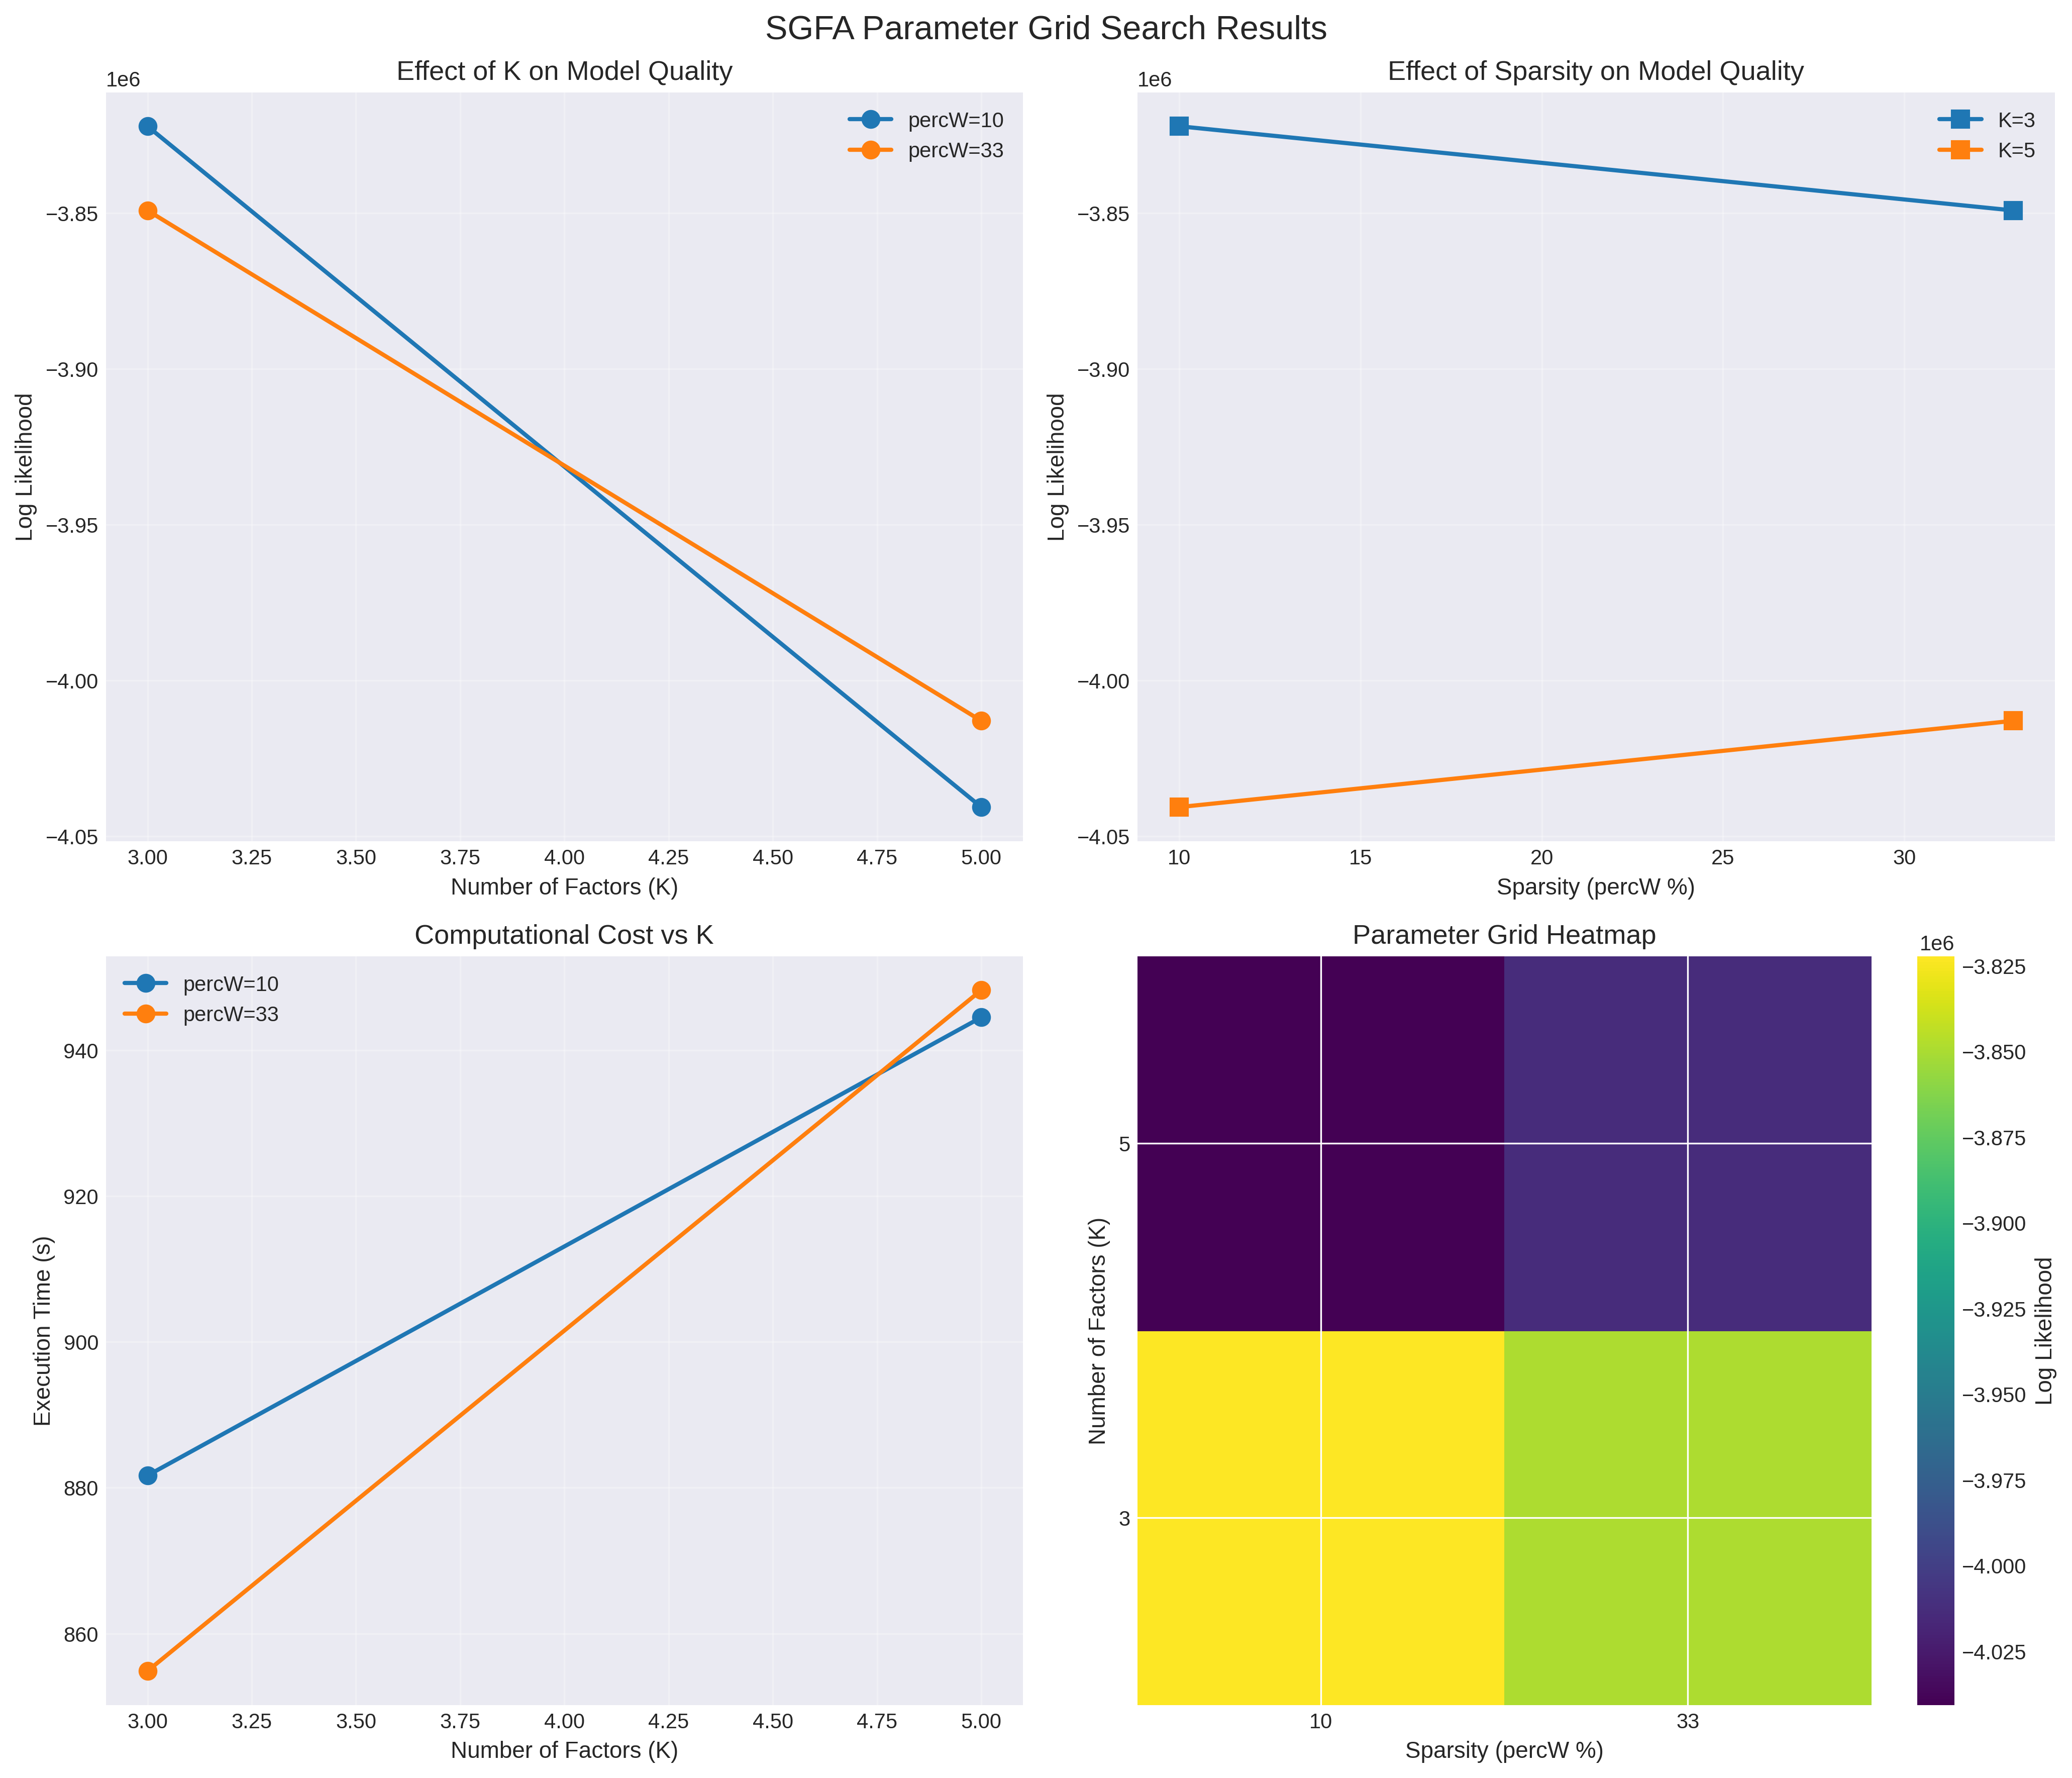 SGFA Parameter Grid Search Results
Effect of K on Model Quality
1e6
percW=10
percW=33
−3.85
−3.90
−3.95
−4.00
−4.05
Log Likelihood
3.00 3.25 3.50 3.75 4.00 4.25 4.50 4.75 5.00
Number of Factors (K)
Effect of Sparsity on Model Quality
1e6
K=3
K=5
−3.85
−3.90
−3.95
−4.00
−4.05
Log Likelihood
10 15 20 25 30
Sparsity (percW %)
Computational Cost vs K
percW=10
percW=33
940
920
900
880
860
Execution Time (s)
3.00 3.25 3.50 3.75 4.00 4.25 4.50 4.75 5.00
Number of Factors (K)
Parameter Grid Heatmap
5
3
Number of Factors (K)
10 33
Sparsity (percW %)
1e6
−3.825
−3.850
−3.875
−3.900
−3.925
−3.950
−3.975
−4.000
−4.025
Log Likelihood